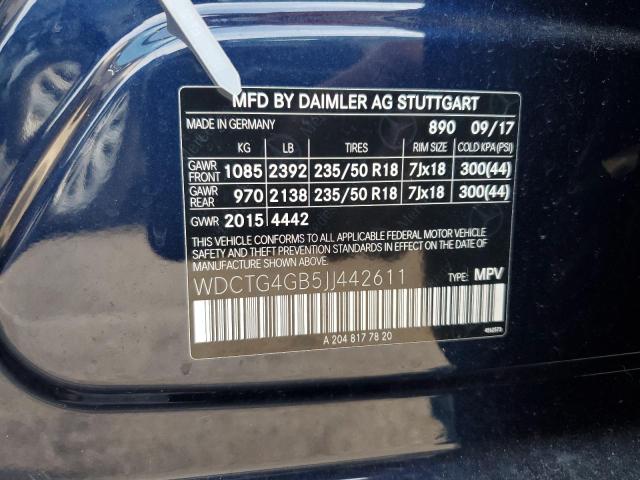 MFD BY DAIMLER AG STUTTGART
MADE IN GERMANY 890 09/17
KG LB TIRES RIM SIZE COLD KPA (PSI)
GAWR FRONT 1085 2392 235/50 R18 7Jx18 300(44)
GAWR REAR 970 2138 235/50 R18 7Jx18 300(44)
GVWR 2015 4442
THIS VEHICLE CONFORMS TO ALL APPLICABLE FEDERAL MOTOR VEHICLE
SAFETY, BUMPER, AND THEFT PREVENTION STANDARDS IN EFFECT ON THE
DATE OF MANUFACTURE SHOWN ABOVE.
WDCTG4GB5JJ442611 TYPE: MPV
A 204 817 78 20